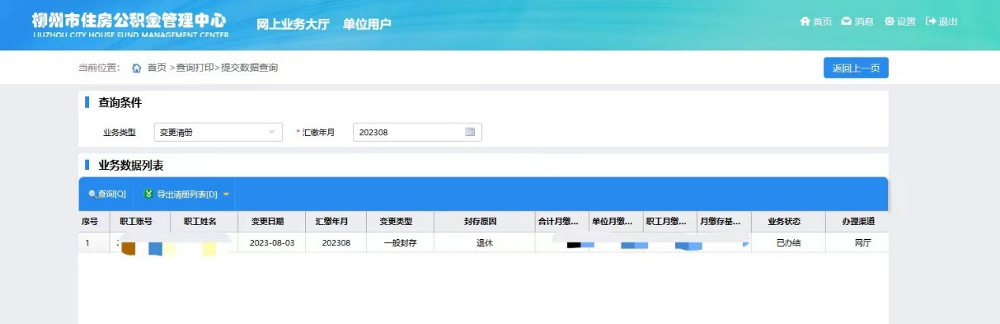 柳州市住房公积金管理中心 网上业务大厅 单位用户 首页 消息 设置 退出
LIUZHOU CITY HOUSE FUND MANAGEMENT CENTER
当前位置： 首页 >查询打印>提交数据查询 返回上一页
查询条件
业务类型 变更清册 *汇缴年月 202308
业务数据列表
查询[Q] 导出清册列表[D]
序号 职工账号 职工姓名 变更日期 汇缴年月 变更类型 封存原因 合计月缴... 单位月缴... 职工月缴... 月缴存基... 业务状态 办理渠道
1 2023-08-03 202308 一般封存 退休 已办结 网厅